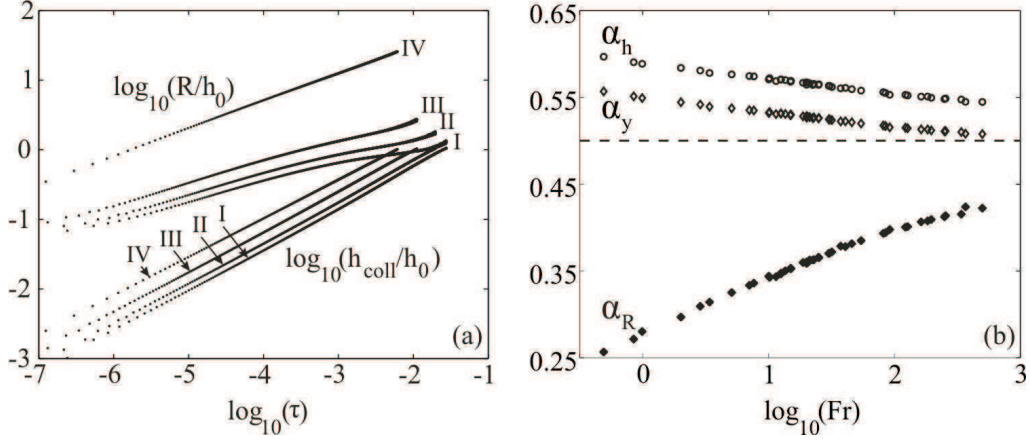 2
1
0
-1
-2
-3
-7
-6
-5
-4
-3
-2
-1
log10(τ)
log10(R/h0)
IV
III
II
I
IV
III
II
I
log10(hcoll/h0)
(a)
0.65
0.55
0.45
0.35
0.25
0
1
2
3
log10(Fr)
αh
αy
αR
(b)